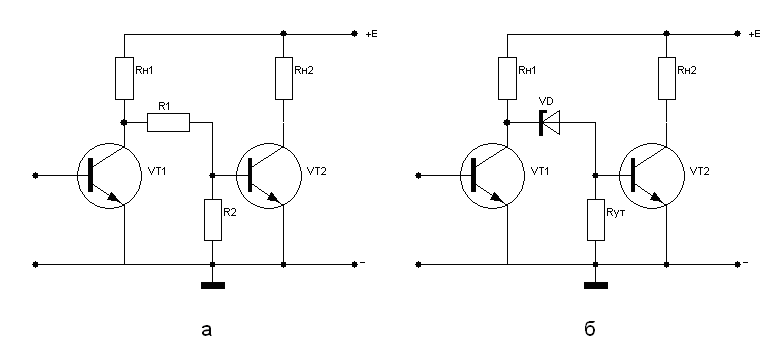 +E +E
Rн1 Rн2 Rн1 Rн2
R1 VD
VT1 VT2 VT1 VT2
R2 Rут
- -
а б